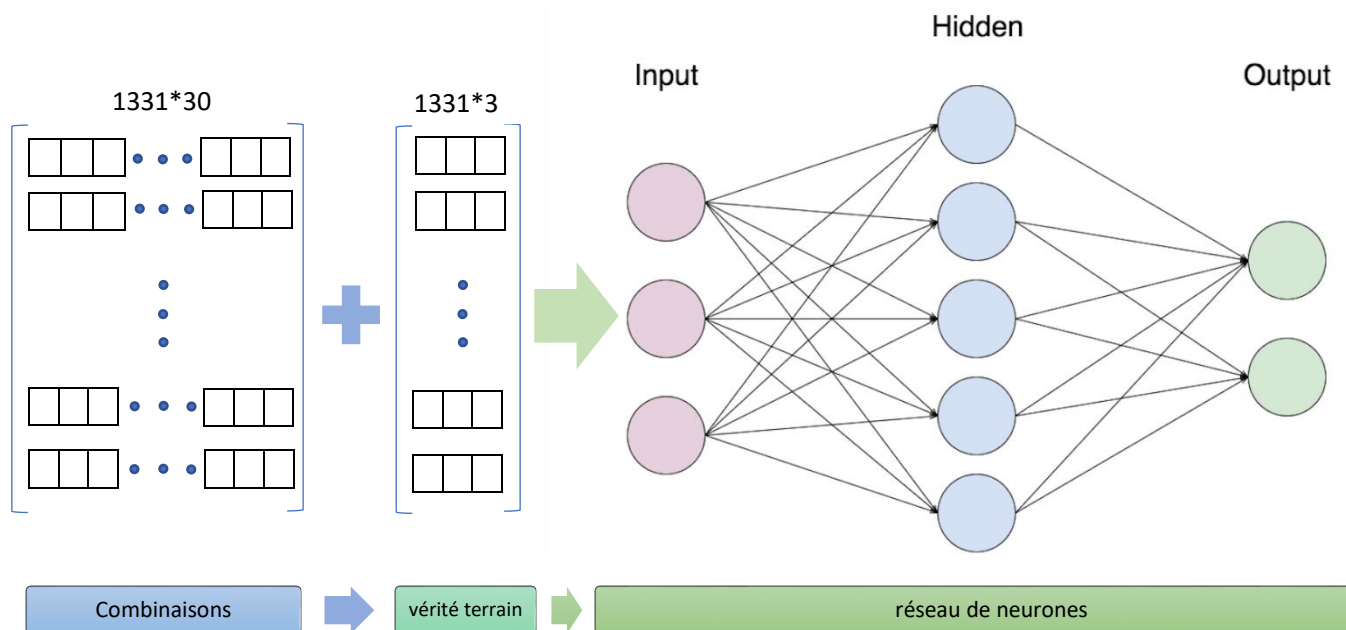 Hidden
Input
Output
1331*30
1331*3
Combinaisons
vérité terrain
réseau de neurones